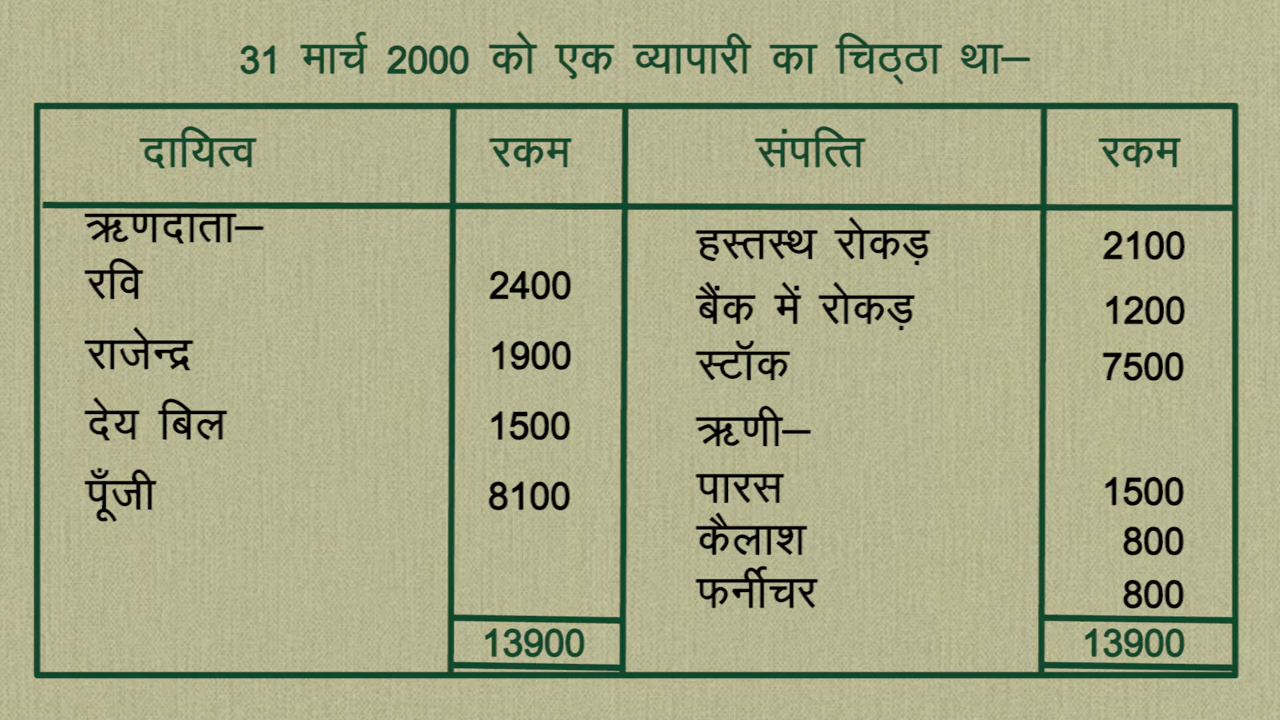 31 मार्च 2000 को एक व्यापारी का चिठ्ठा था–
दायित्व रकम संपत्ति रकम
ऋणदाता–
हस्तस्थ रोकड़ 2100
रवि 2400
बैंक में रोकड़ 1200
राजेन्द्र 1900
स्टॉक 7500
देय बिल 1500
ऋणी–
पूँजी 8100
पारस 1500
कैलाश 800
फर्नीचर 800
13900 13900